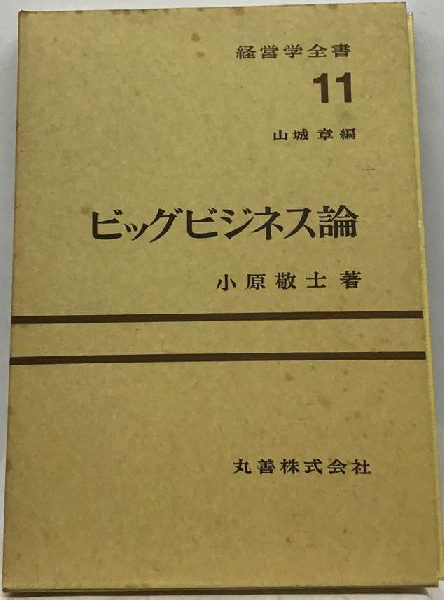 経営学全書
11
山城章編
ビッグビジネス論
小原敬士著
丸善株式会社